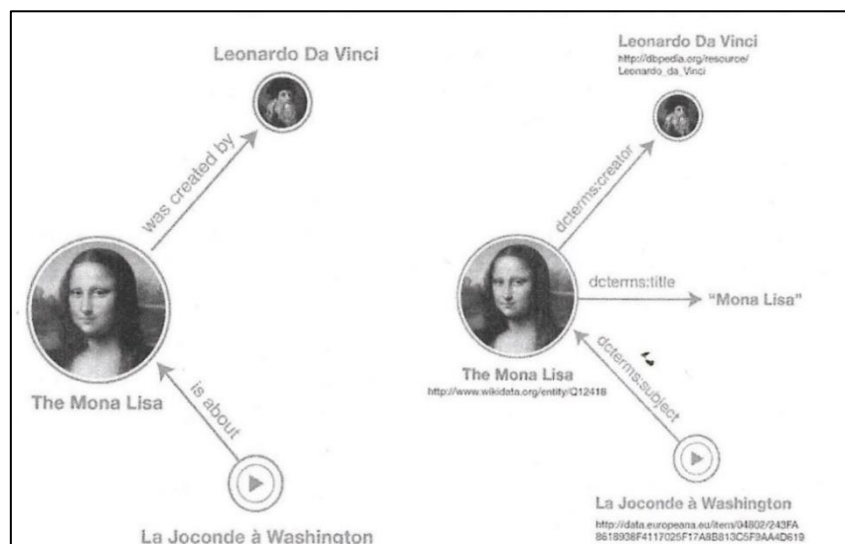 Leonardo Da Vinci
was created by
The Mona Lisa
is about
La Joconde à Washington
Leonardo Da Vinci
http://dbpedia.org/resource/
Leonardo_da_Vinci
dcterms:creator
dcterms:title
"Mona Lisa"
The Mona Lisa
http://www.wikidata.org/entity/Q12418
dcterms:subject
La Joconde à Washington
http://data.europeana.eu/item/04802/243FA
8618938F4117025F17A8B813C5F9AA4D619